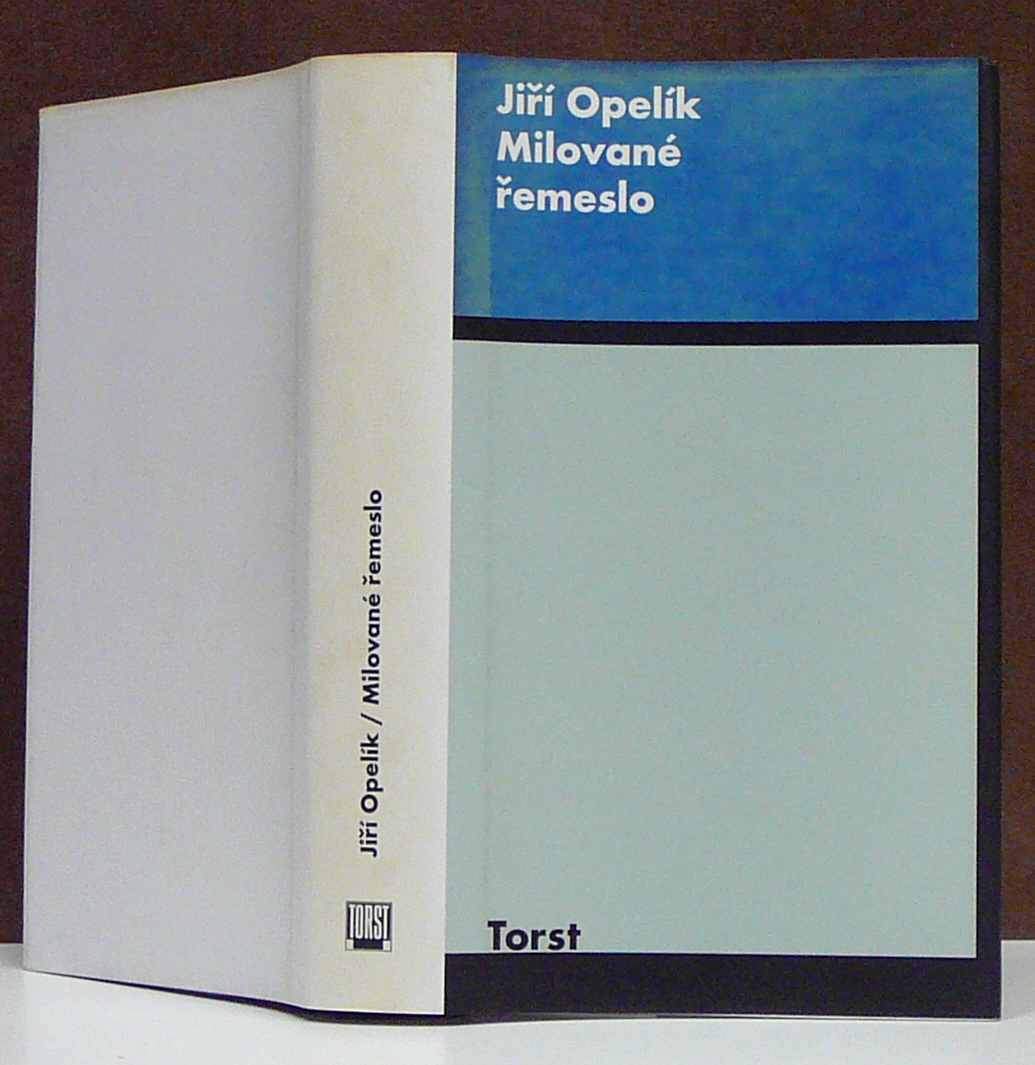 Jiří Opelík
Milované
řemeslo
Jiří Opelík / Milované řemeslo
TORST
Torst